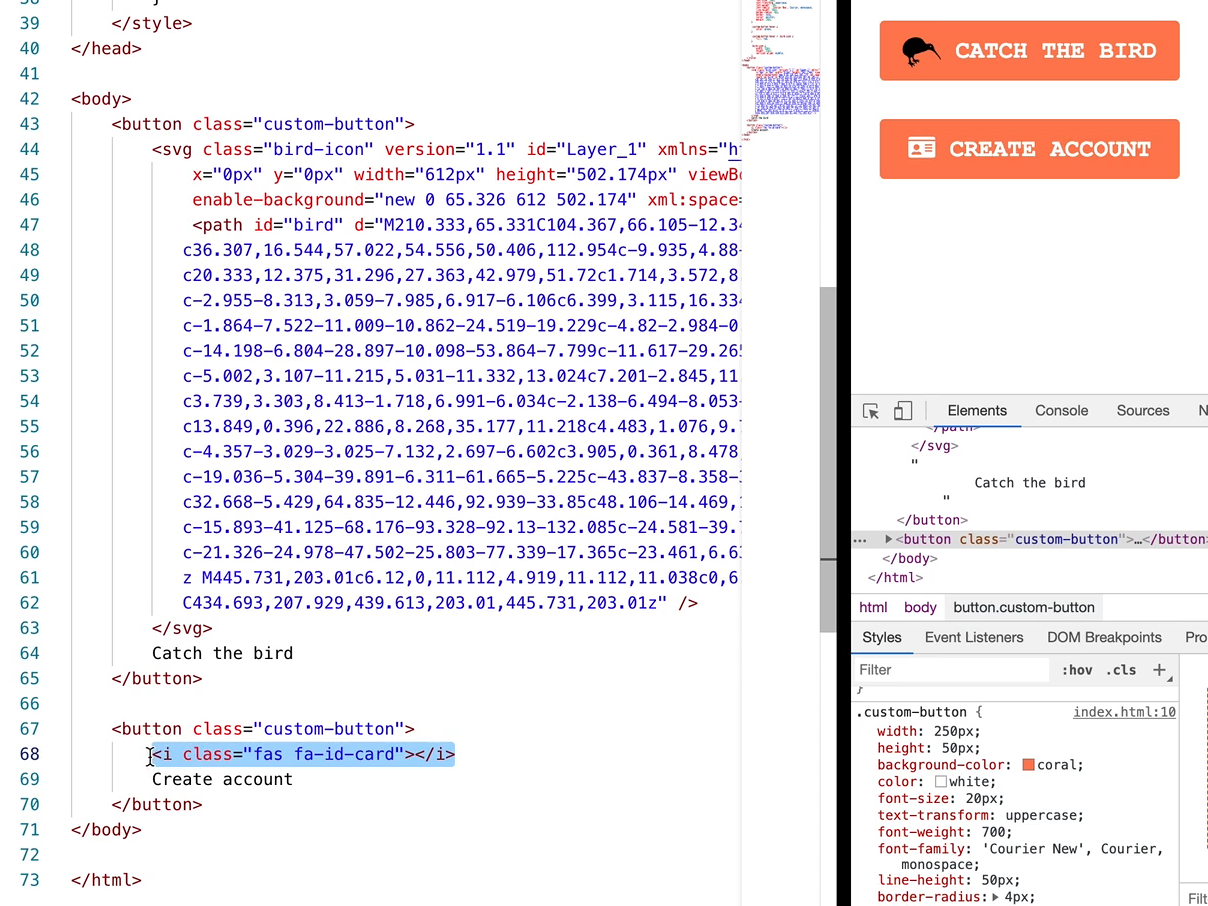 39 </style>
40 </head>
41
42 <body>
43 <button class="custom-button">
44 <svg class="bird-icon" version="1.1" id="Layer_1" xmlns="h
45 x="0px" y="0px" width="612px" height="502.174px" viewBo
46 enable-background="new 0 65.326 612 502.174" xml:space=
47 <path id="bird" d="M210.333,65.331C104.367,66.105-12.34
48 c36.307,16.544,57.022,54.556,50.406,112.954c-9.935,4.88-
49 c20.333,12.375,31.296,27.363,42.979,51.72c1.714,3.572,8
50 c-2.955-8.313,3.059-7.985,6.917-6.106c6.399,3.115,16.334
51 c-1.864-7.522-11.009-10.862-24.519-19.229c-4.82-2.984-0
52 c-14.198-6.804-28.897-10.098-53.864-7.799c-11.617-29.265
53 c-5.002,3.107-11.215,5.031-11.332,13.024c7.201-2.845,11
54 c3.739,3.303,8.413-1.718,6.991-6.034c-2.138-6.494-8.053-
55 c13.849,0.396,22.886,8.268,35.177,11.218c4.483,1.076,9.7
56 c-4.357-3.029-3.025-7.132,2.697-6.602c3.905,0.361,8.478,
57 c-19.036-5.304-39.891-6.311-61.665-5.225c-43.837-8.358-
58 c32.668-5.429,64.835-12.446,92.939-33.85c48.106-14.469,
59 c-15.893-41.125-68.176-93.328-92.13-132.085c-24.581-39.7
60 c-21.326-24.978-47.502-25.803-77.339-17.365c-23.461,6.63
61 z M445.731,203.01c6.12,0,11.112,4.919,11.112,11.038c0,6
62 C434.693,207.929,439.613,203.01,445.731,203.01z" />
63 </svg>
64 Catch the bird
65 </button>
66
67 <button class="custom-button">
68 <i class="fas fa-id-card"></i>
69 Create account
70 </button>
71 </body>
72
73 </html>
CATCH THE BIRD
CREATE ACCOUNT
Elements Console Sources N
</path>
</svg>
"
Catch the bird
"
</button>
… ▶<button class="custom-button">…</button>
</body>
</html>
html body button.custom-button
Styles Event Listeners DOM Breakpoints Pro
Filter :hov .cls +
}
.custom-button { index.html:10
width: 250px;
height: 50px;
background-color: coral;
color: white;
font-size: 20px;
text-transform: uppercase;
font-weight: 700;
font-family: 'Courier New', Courier,
monospace;
line-height: 50px;
border-radius: ▶ 4px;
Filt